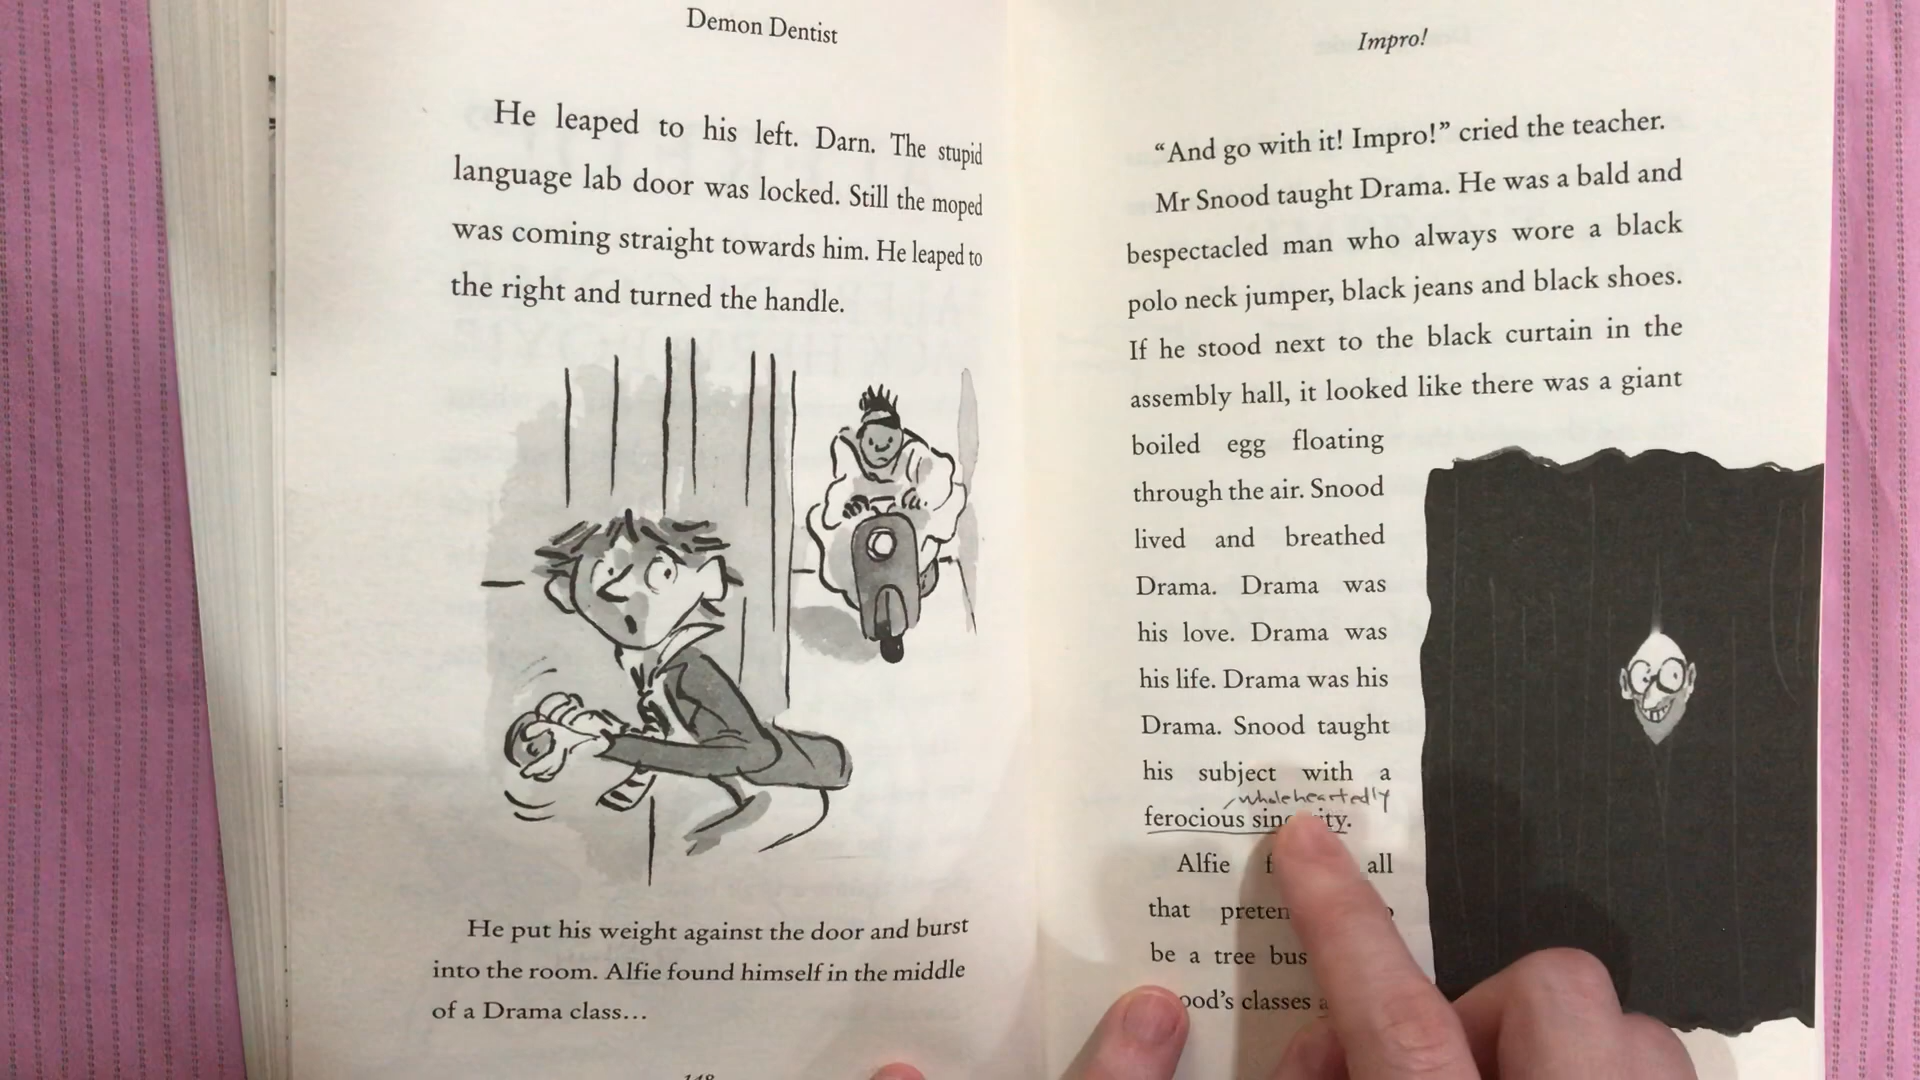 Demon Dentist
He leaped to his left. Darn. The stupid
language lab door was locked. Still the moped
was coming straight towards him. He leaped to
the right and turned the handle.
He put his weight against the door and burst
into the room. Alfie found himself in the middle
of a Drama class...
148
Impro!
“And go with it! Impro!” cried the teacher.
Mr Snood taught Drama. He was a bald and
bespectacled man who always wore a black
polo neck jumper, black jeans and black shoes.
If he stood next to the black curtain in the
assembly hall, it looked like there was a giant
boiled egg floating
through the air. Snood
lived and breathed
Drama. Drama was
his love. Drama was
his life. Drama was his
Drama. Snood taught
his subject with a
wholeheartedly
ferocious
Alfie all
that
be a tree
classes